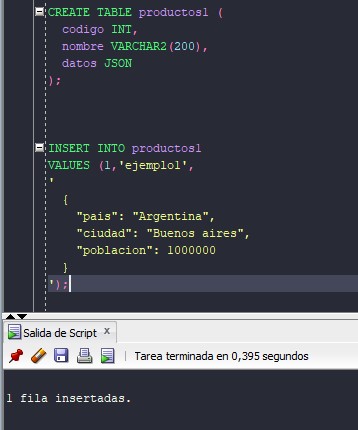 CREATE TABLE productos1 (
codigo INT,
nombre VARCHAR2(200),
datos JSON
);
INSERT INTO productos1
VALUES (1,'ejemplo1',
'
{
"pais": "Argentina",
"ciudad": "Buenos aires",
"poblacion": 1000000
}
');
Salida de Script x
Tarea terminada en 0,395 segundos
1 fila insertadas.